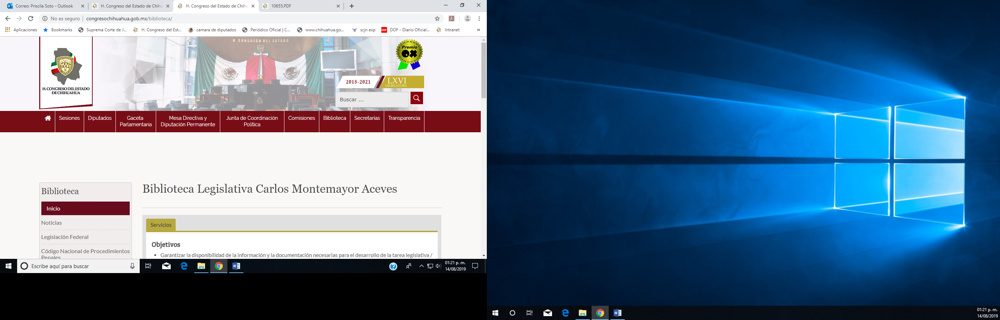 Correo: Priscila Soto - Outlook
H. Congreso del Estado de Chihu
H. Congreso del Estado de Chihu
10655.PDF
No es seguro
congresochihuahua.gob.mx/biblioteca/
Aplicaciones
Bookmarks
Suprema Corte de J...
H. Congreso del Est...
camara de diputados
Periódico Oficial | C...
www.chihuahua.go...
scjn exp
DOF
DOF - Diario Oficial...
Intranet
»
H. CONGRESO DEL ESTADO
Premio
OX
H. CONGRESO DEL ESTADO
DE CHIHUAHUA
2018-2021
LXVI
LEGISLATURA
Buscar ...
Sesiones
Diputados
Gaceta
Parlamentaria
Mesa Directiva y
Diputación Permanente
Junta de Coordinación
Política
Comisiones
Biblioteca
Secretarías
Transparencia
Biblioteca
Inicio
Noticias
Legislación Federal
Código Nacional de Procedimientos
Penales
Biblioteca Legislativa Carlos Montemayor Aceves
Servicios
Objetivos
• Garantizar la disponibilidad de la información y la documentación necesarias para el desarrollo de la tarea legislativa /
Escribe aquí para buscar
01:21 p. m.
14/08/2019
01:21 p. m.
14/08/2019